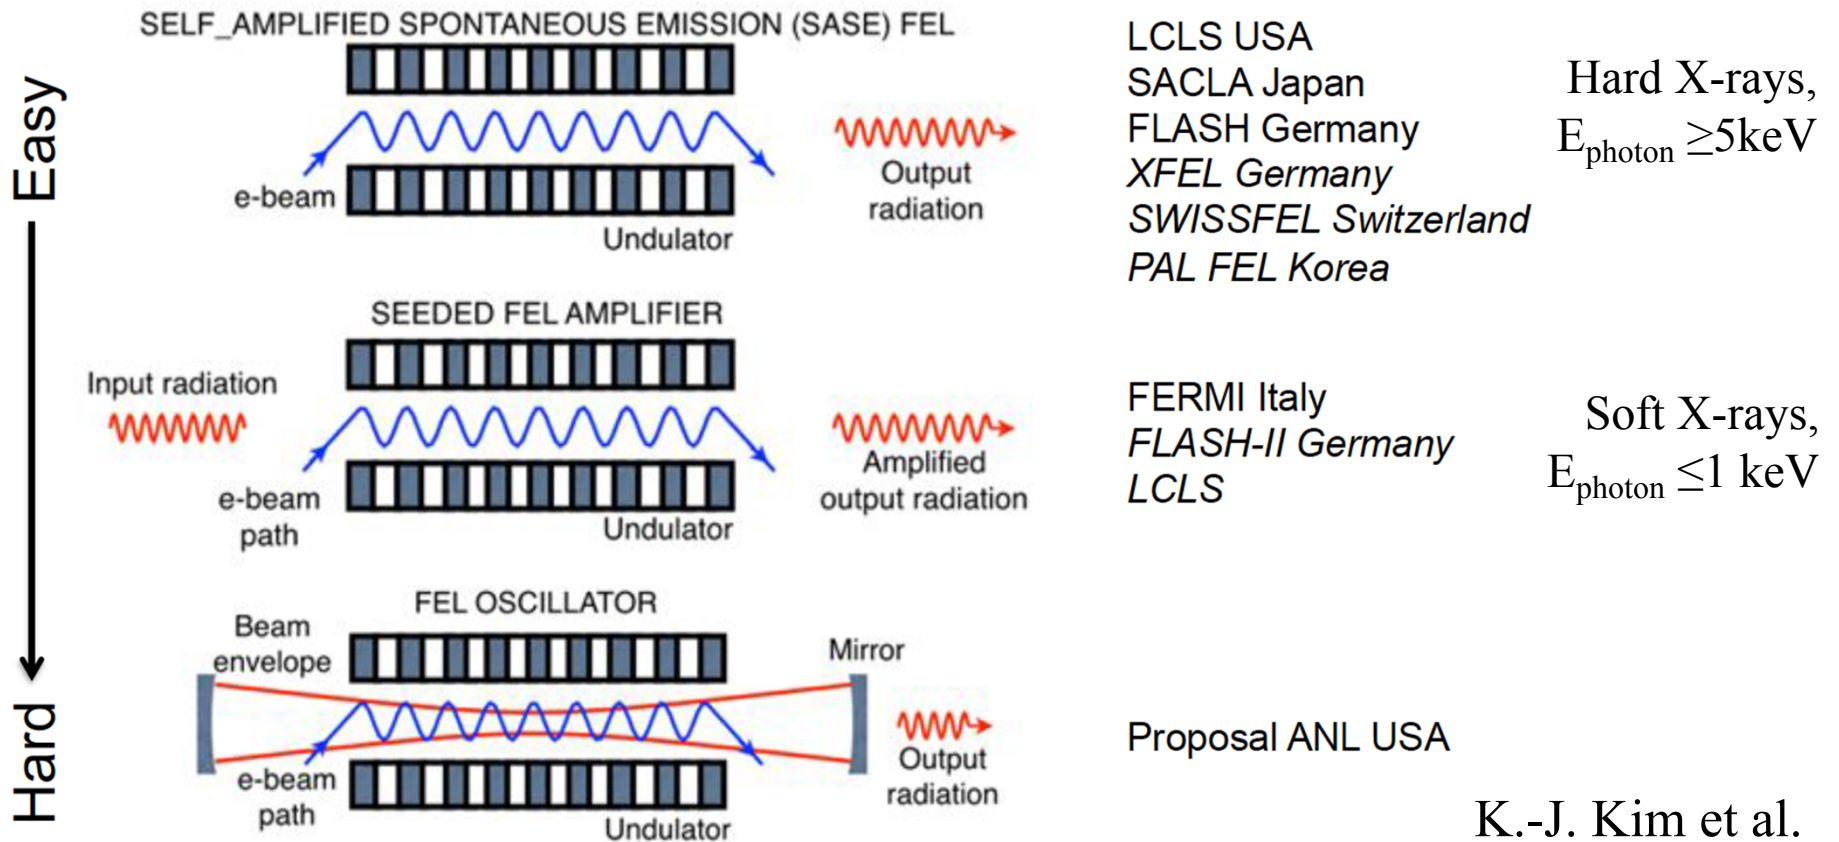 SELF_AMPLIFIED SPONTANEOUS EMISSION (SASE) FEL
e-beam
Undulator
Output
radiation
LCLS USA
SACLA Japan
FLASH Germany
XFEL Germany
SWISSFEL Switzerland
PAL FEL Korea
Hard X-rays,
Ephoton ≥5keV
Easy
SEEDED FEL AMPLIFIER
Input radiation
e-beam
path
Undulator
Amplified
output radiation
FERMI Italy
FLASH-II Germany
LCLS
Soft X-rays,
Ephoton ≤1 keV
FEL OSCILLATOR
Beam
envelope
Mirror
e-beam
path
Undulator
Output
radiation
Proposal ANL USA
Hard
K.-J. Kim et al.